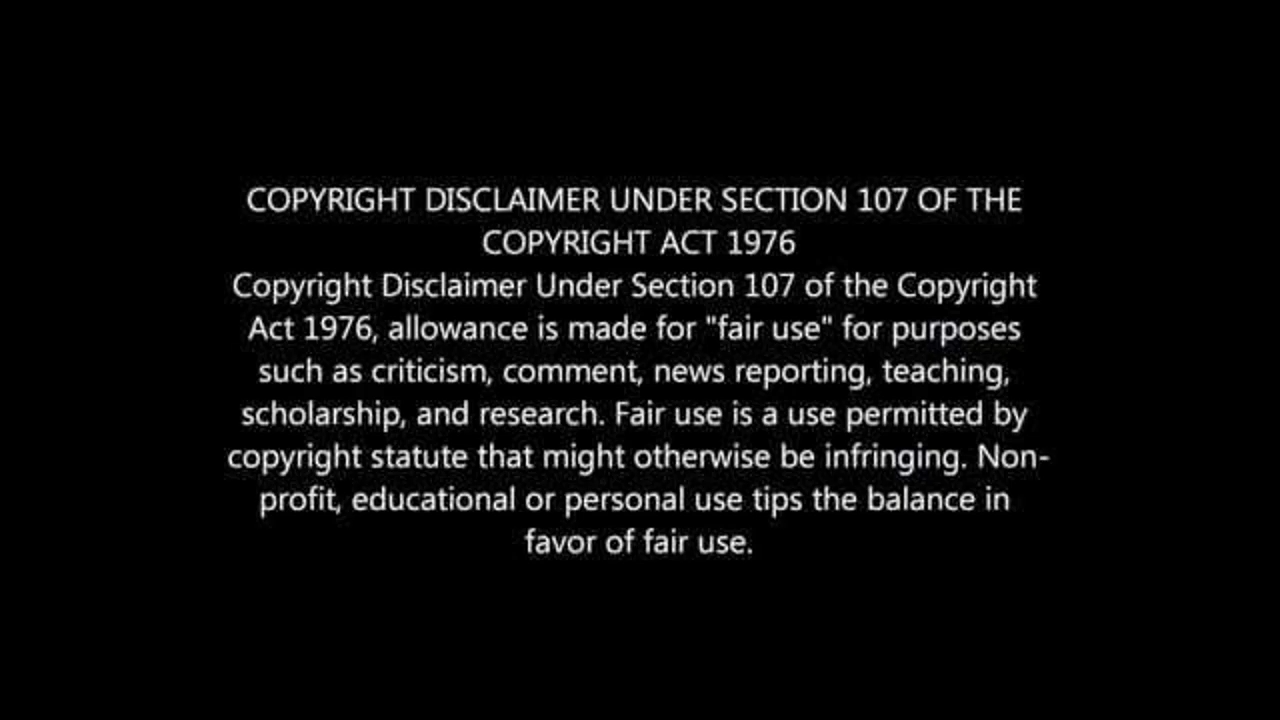 COPYRIGHT DISCLAIMER UNDER SECTION 107 OF THE
COPYRIGHT ACT 1976
Copyright Disclaimer Under Section 107 of the Copyright
Act 1976, allowance is made for "fair use" for purposes
such as criticism, comment, news reporting, teaching,
scholarship, and research. Fair use is a use permitted by
copyright statute that might otherwise be infringing. Non-
profit, educational or personal use tips the balance in
favor of fair use.